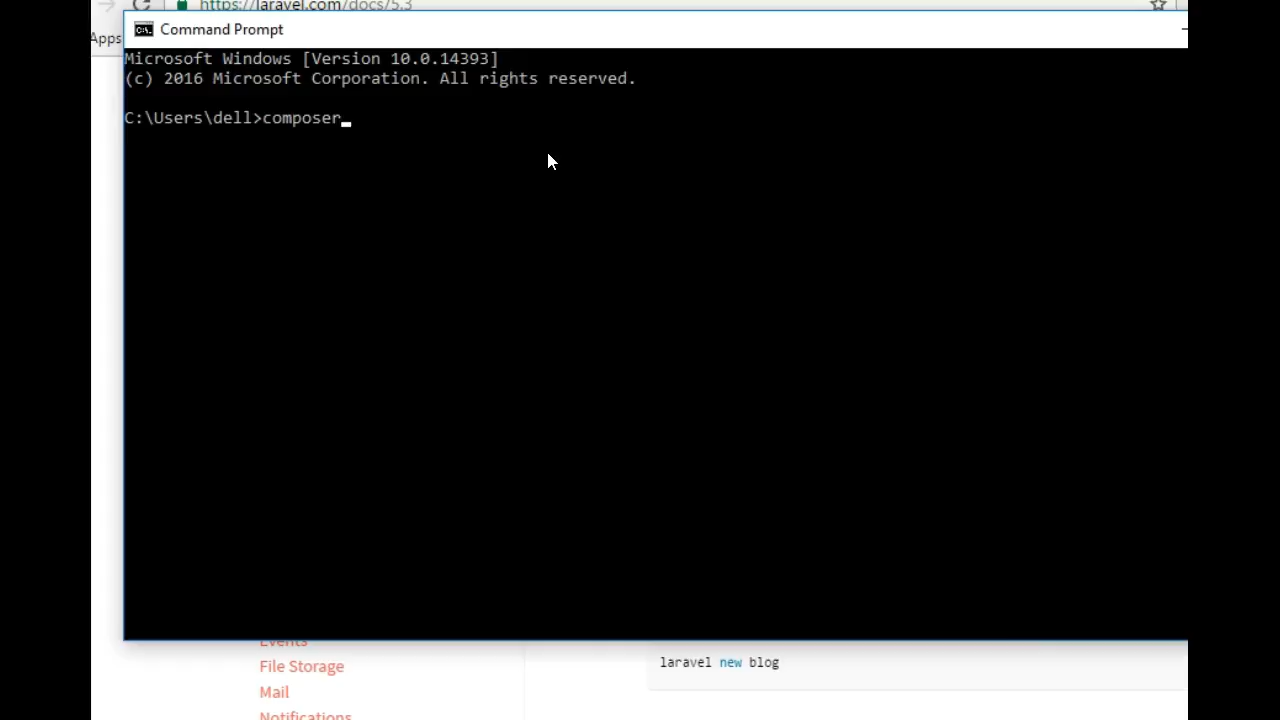 https://laravel.com/docs/5.3
Apps
Command Prompt
Microsoft Windows [Version 10.0.14393]
(c) 2016 Microsoft Corporation. All rights reserved.
C:\Users\dell>composer
Events
File Storage
laravel new blog
Mail
Notifications